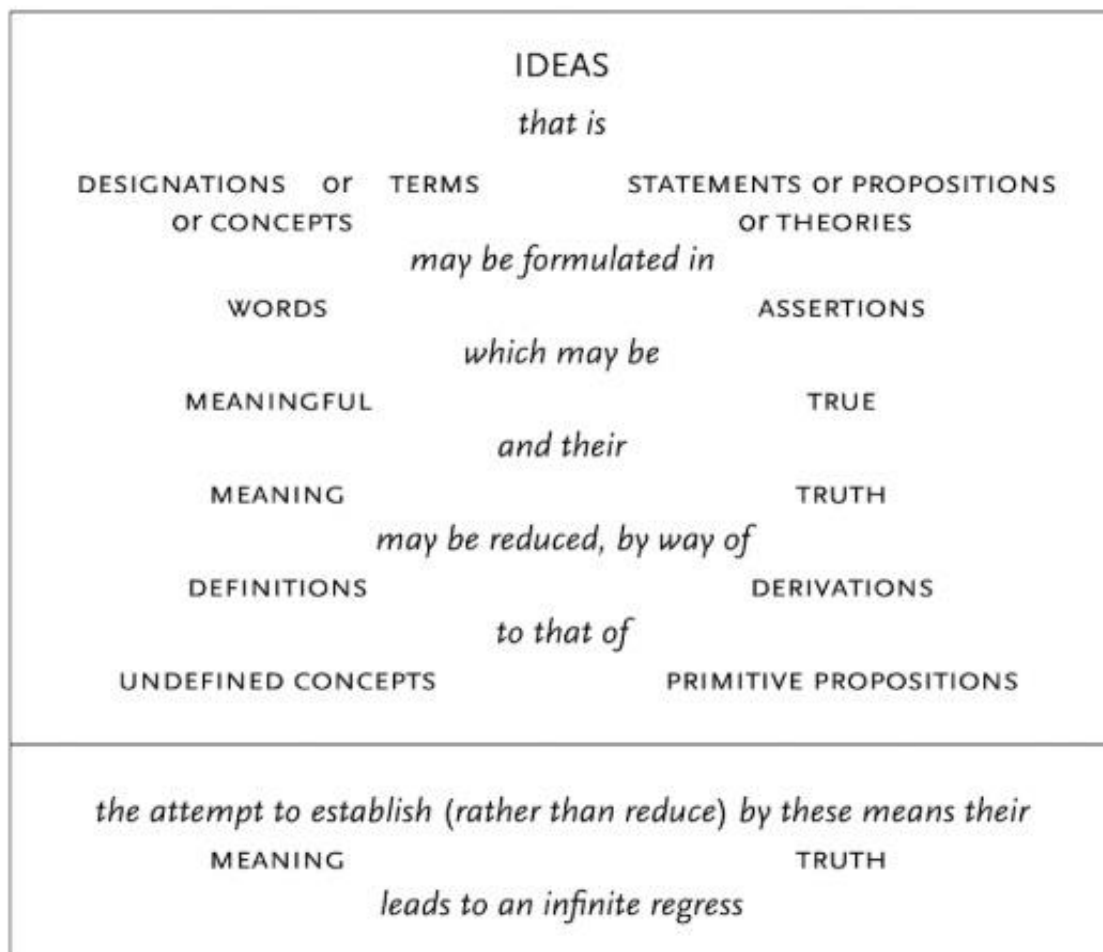 IDEAS
that is
DESIGNATIONS or TERMS STATEMENTS or PROPOSITIONS
or CONCEPTS or THEORIES
may be formulated in
WORDS ASSERTIONS
which may be
MEANINGFUL TRUE
and their
MEANING TRUTH
may be reduced, by way of
DEFINITIONS DERIVATIONS
to that of
UNDEFINED CONCEPTS PRIMITIVE PROPOSITIONS
the attempt to establish (rather than reduce) by these means their
MEANING TRUTH
leads to an infinite regress